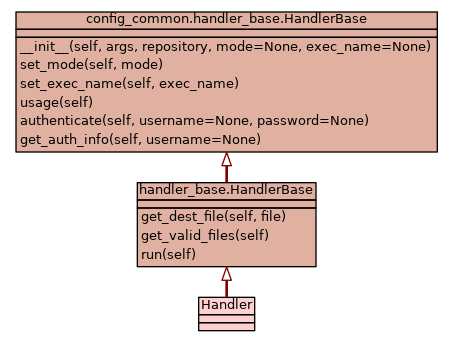 config_common.handler_base.HandlerBase
__init__(self, args, repository, mode=None, exec_name=None)
set_mode(self, mode)
set_exec_name(self, exec_name)
usage(self)
authenticate(self, username=None, password=None)
get_auth_info(self, username=None)
handler_base.HandlerBase
get_dest_file(self, file)
get_valid_files(self)
run(self)
Handler